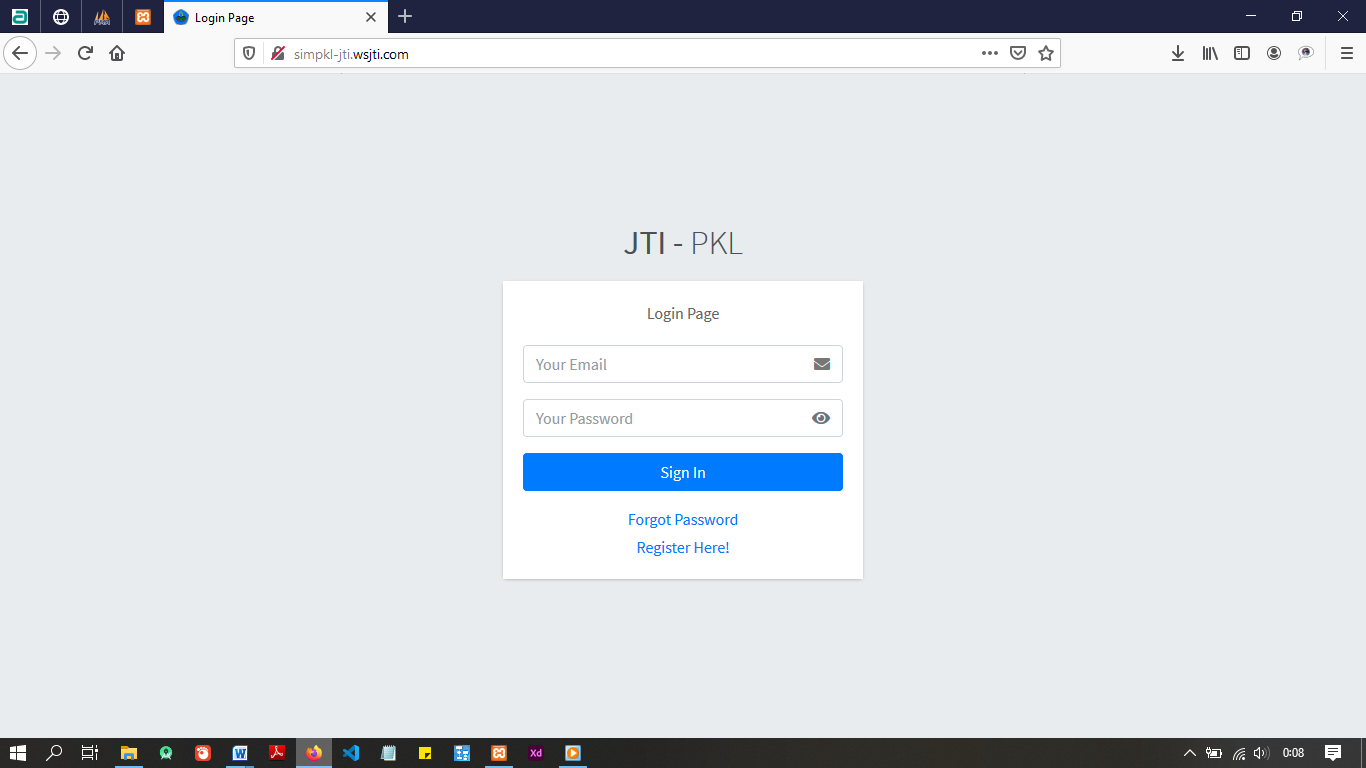 Login Page
simpkl-jti.wsjti.com
JTI - PKL
Login Page
Your Email
Your Password
Sign In
Forgot Password
Register Here!
Xd
0:08